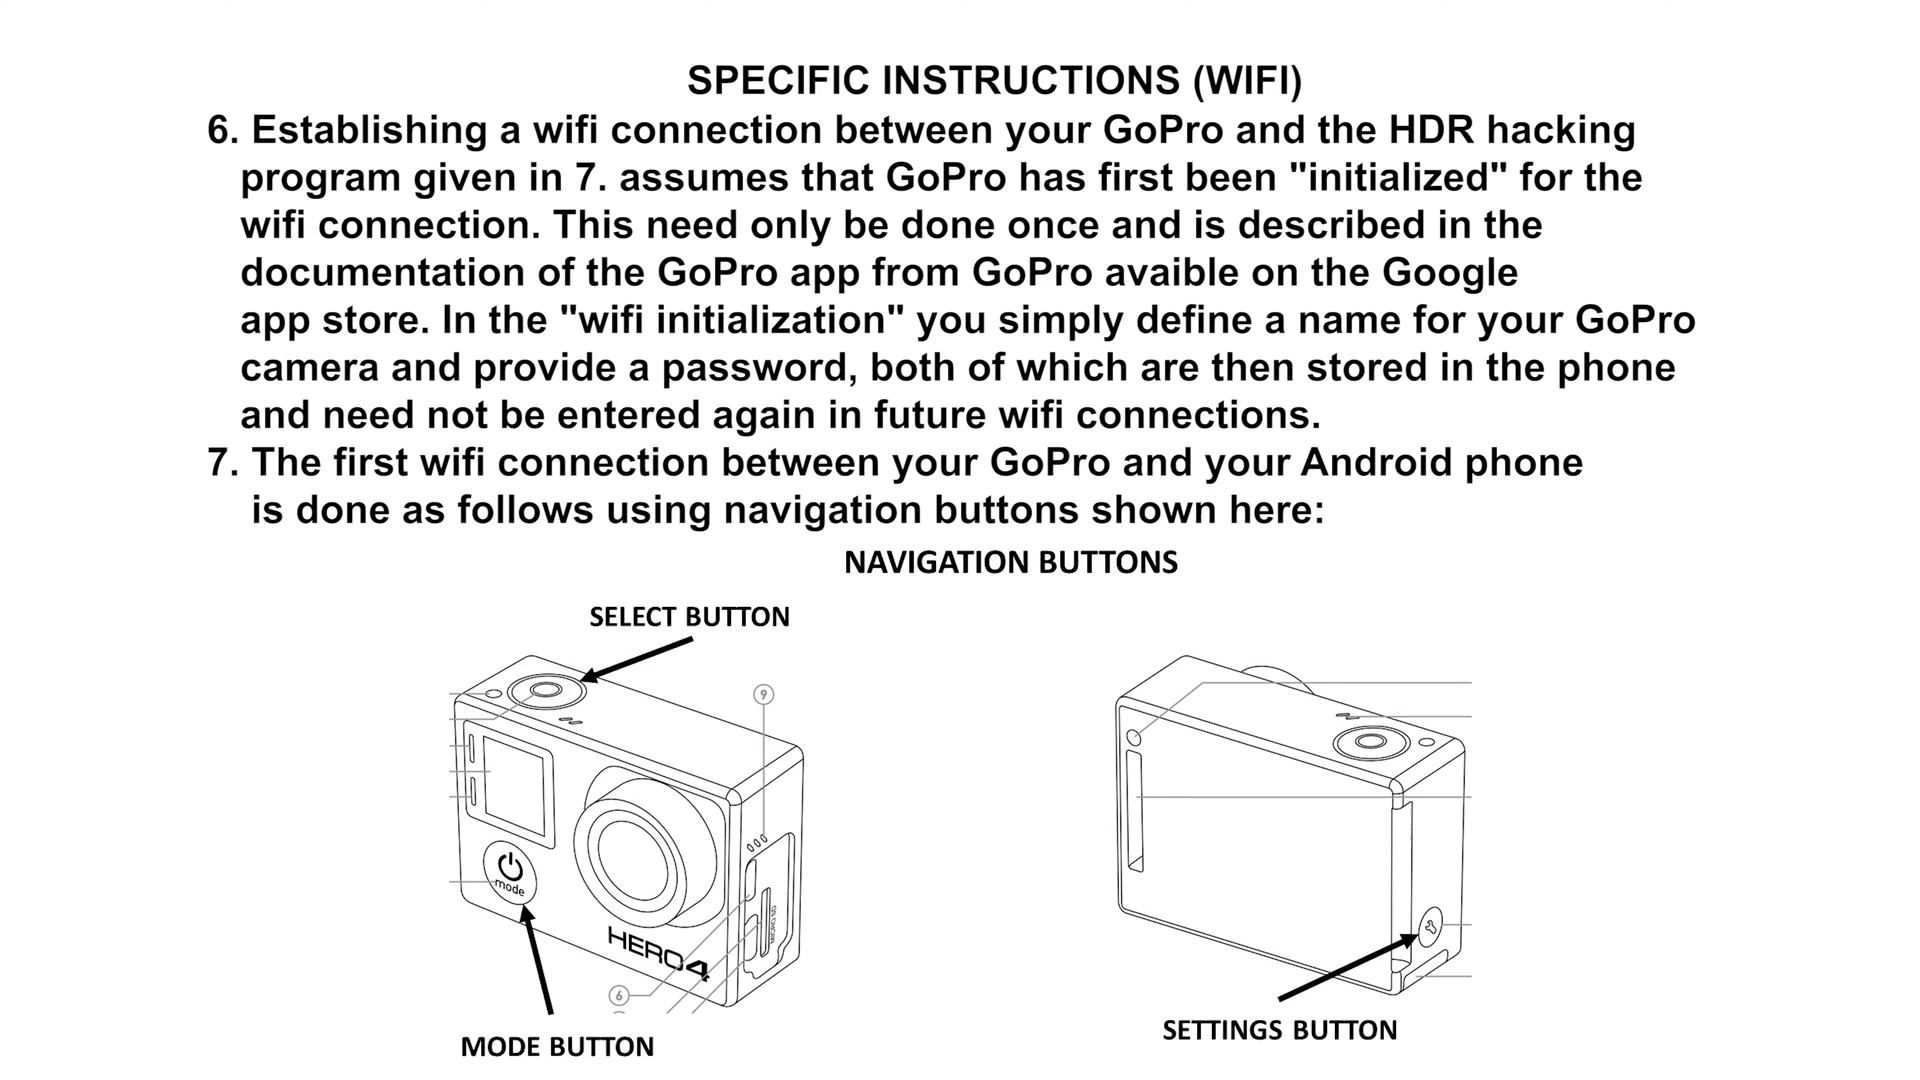 SPECIFIC INSTRUCTIONS (WIFI)
6. Establishing a wifi connection between your GoPro and the HDR hacking
program given in 7. assumes that GoPro has first been "initialized" for the
wifi connection. This need only be done once and is described in the
documentation of the GoPro app from GoPro avaible on the Google
app store. In the "wifi initialization" you simply define a name for your GoPro
camera and provide a password, both of which are then stored in the phone
and need not be entered again in future wifi connections.
7. The first wifi connection between your GoPro and your Android phone
is done as follows using navigation buttons shown here:
NAVIGATION BUTTONS
SELECT BUTTON
9
mode
MICRO SD
HERO4
6
MODE BUTTON
SETTINGS BUTTON